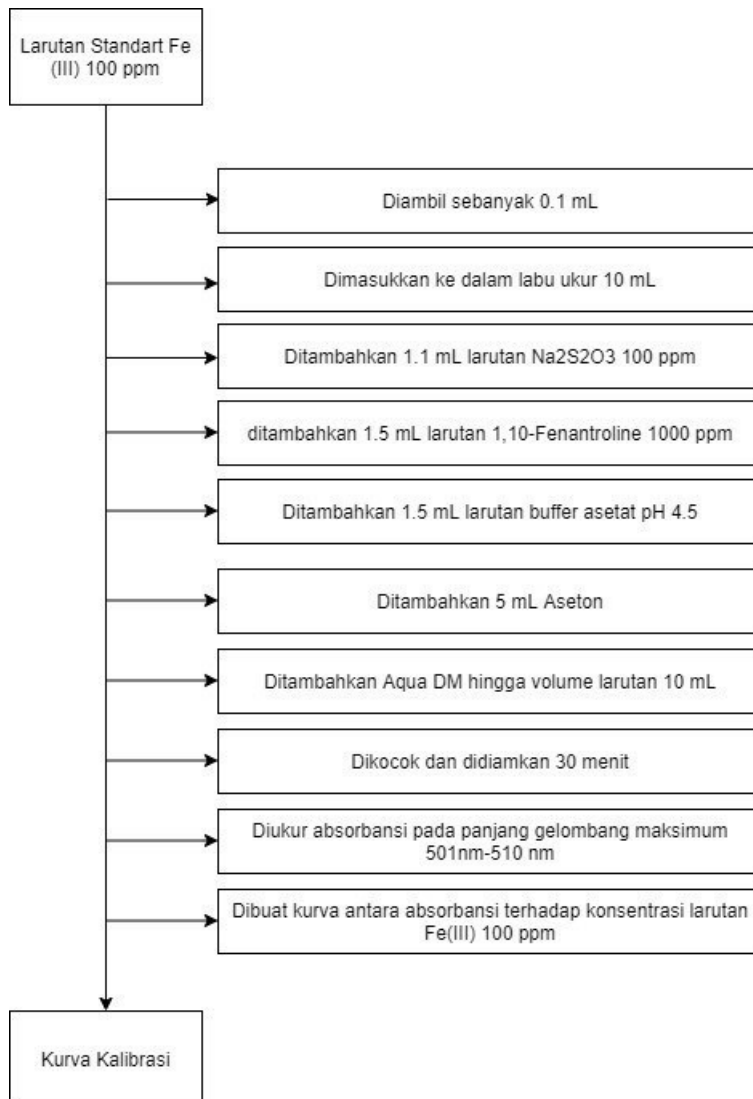 Larutan Standart Fe
(III) 100 ppm
Diambil sebanyak 0.1 mL
Dimasukkan ke dalam labu ukur 10 mL
Ditambahkan 1.1 mL larutan Na2S2O3 100 ppm
ditambahkan 1.5 mL larutan 1,10-Fenantroline 1000 ppm
Ditambahkan 1.5 mL larutan buffer asetat pH 4.5
Ditambahkan 5 mL Aseton
Ditambahkan Aqua DM hingga volume larutan 10 mL
Dikocok dan didiamkan 30 menit
Diukur absorbansi pada panjang gelombang maksimum
501nm-510 nm
Dibuat kurva antara absorbansi terhadap konsentrasi larutan
Fe(III) 100 ppm
Kurva Kalibrasi